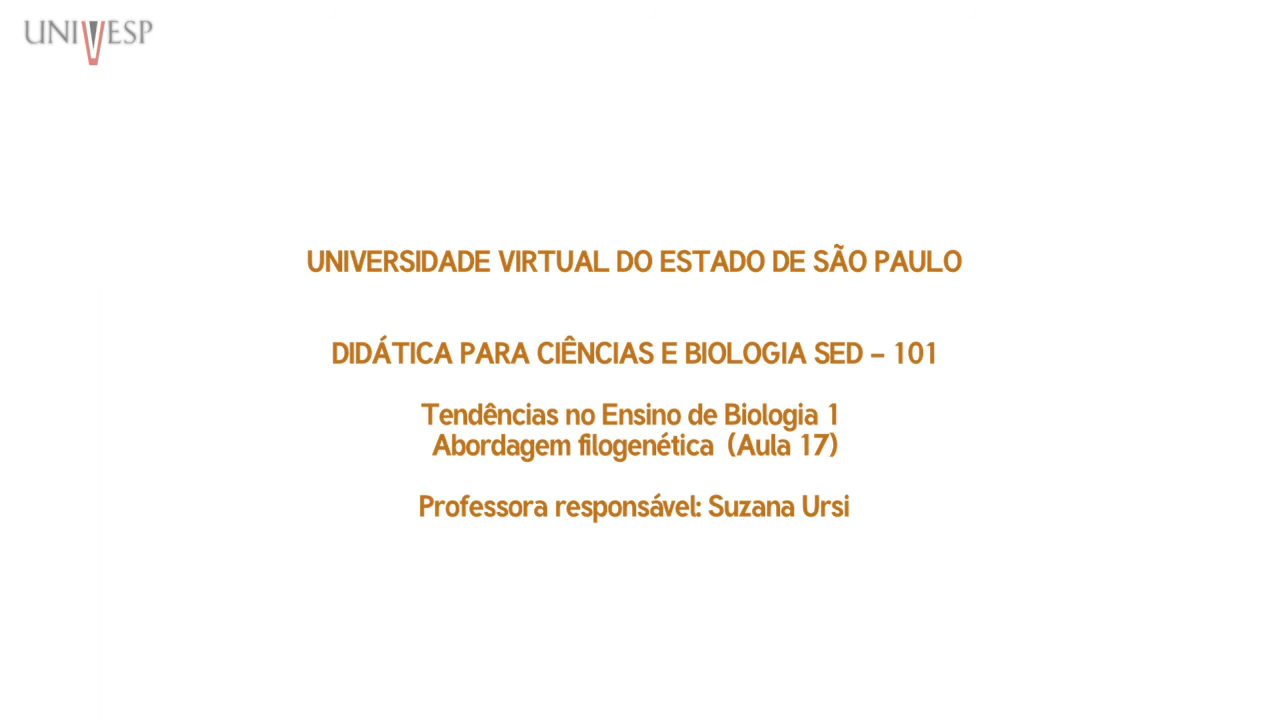 UNIVESP
UNIVERSIDADE VIRTUAL DO ESTADO DE SÃO PAULO
DIDÁTICA PARA CIÊNCIAS E BIOLOGIA SED – 101
Tendências no Ensino de Biologia 1
Abordagem filogenética (Aula 17)
Professora responsável: Suzana Ursi